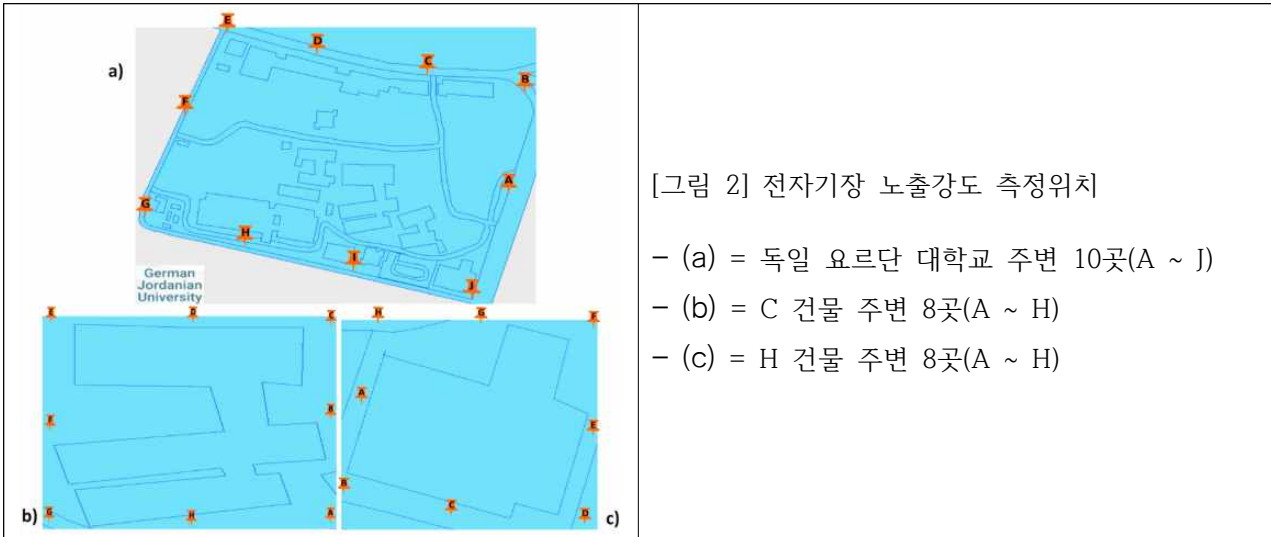 E
D
C
a)
B
F
A
G
H
I
J
German
Jordanian
University
E
D
C
F
B
G
H
A
b)
H
G
F
A
E
B
C
D
c)
[그림 2] 전자기장 노출강도 측정위치
- (a) = 독일 요르단 대학교 주변 10곳(A ~ J)
- (b) = C 건물 주변 8곳(A ~ H)
- (c) = H 건물 주변 8곳(A ~ H)